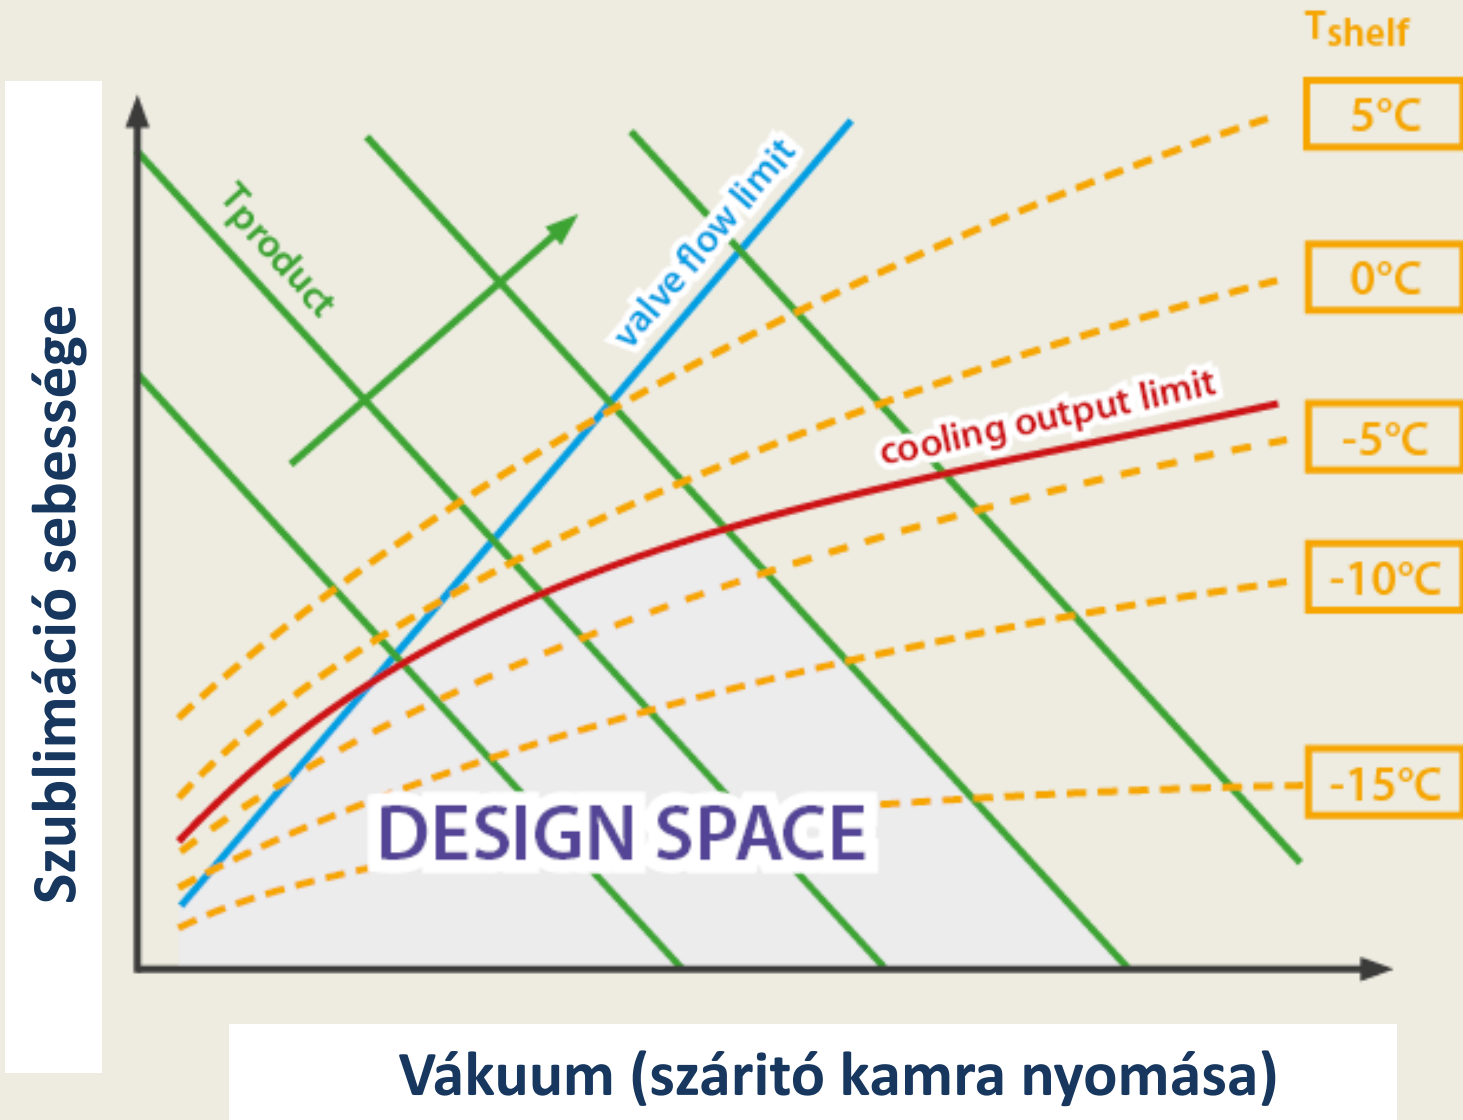 Tshelf
5°C
0°C
-5°C
-10°C
-15°C
Tproduct
valve flow limit
cooling output limit
DESIGN SPACE
Szublimáció sebessége
Vákuum (száritó kamra nyomása)